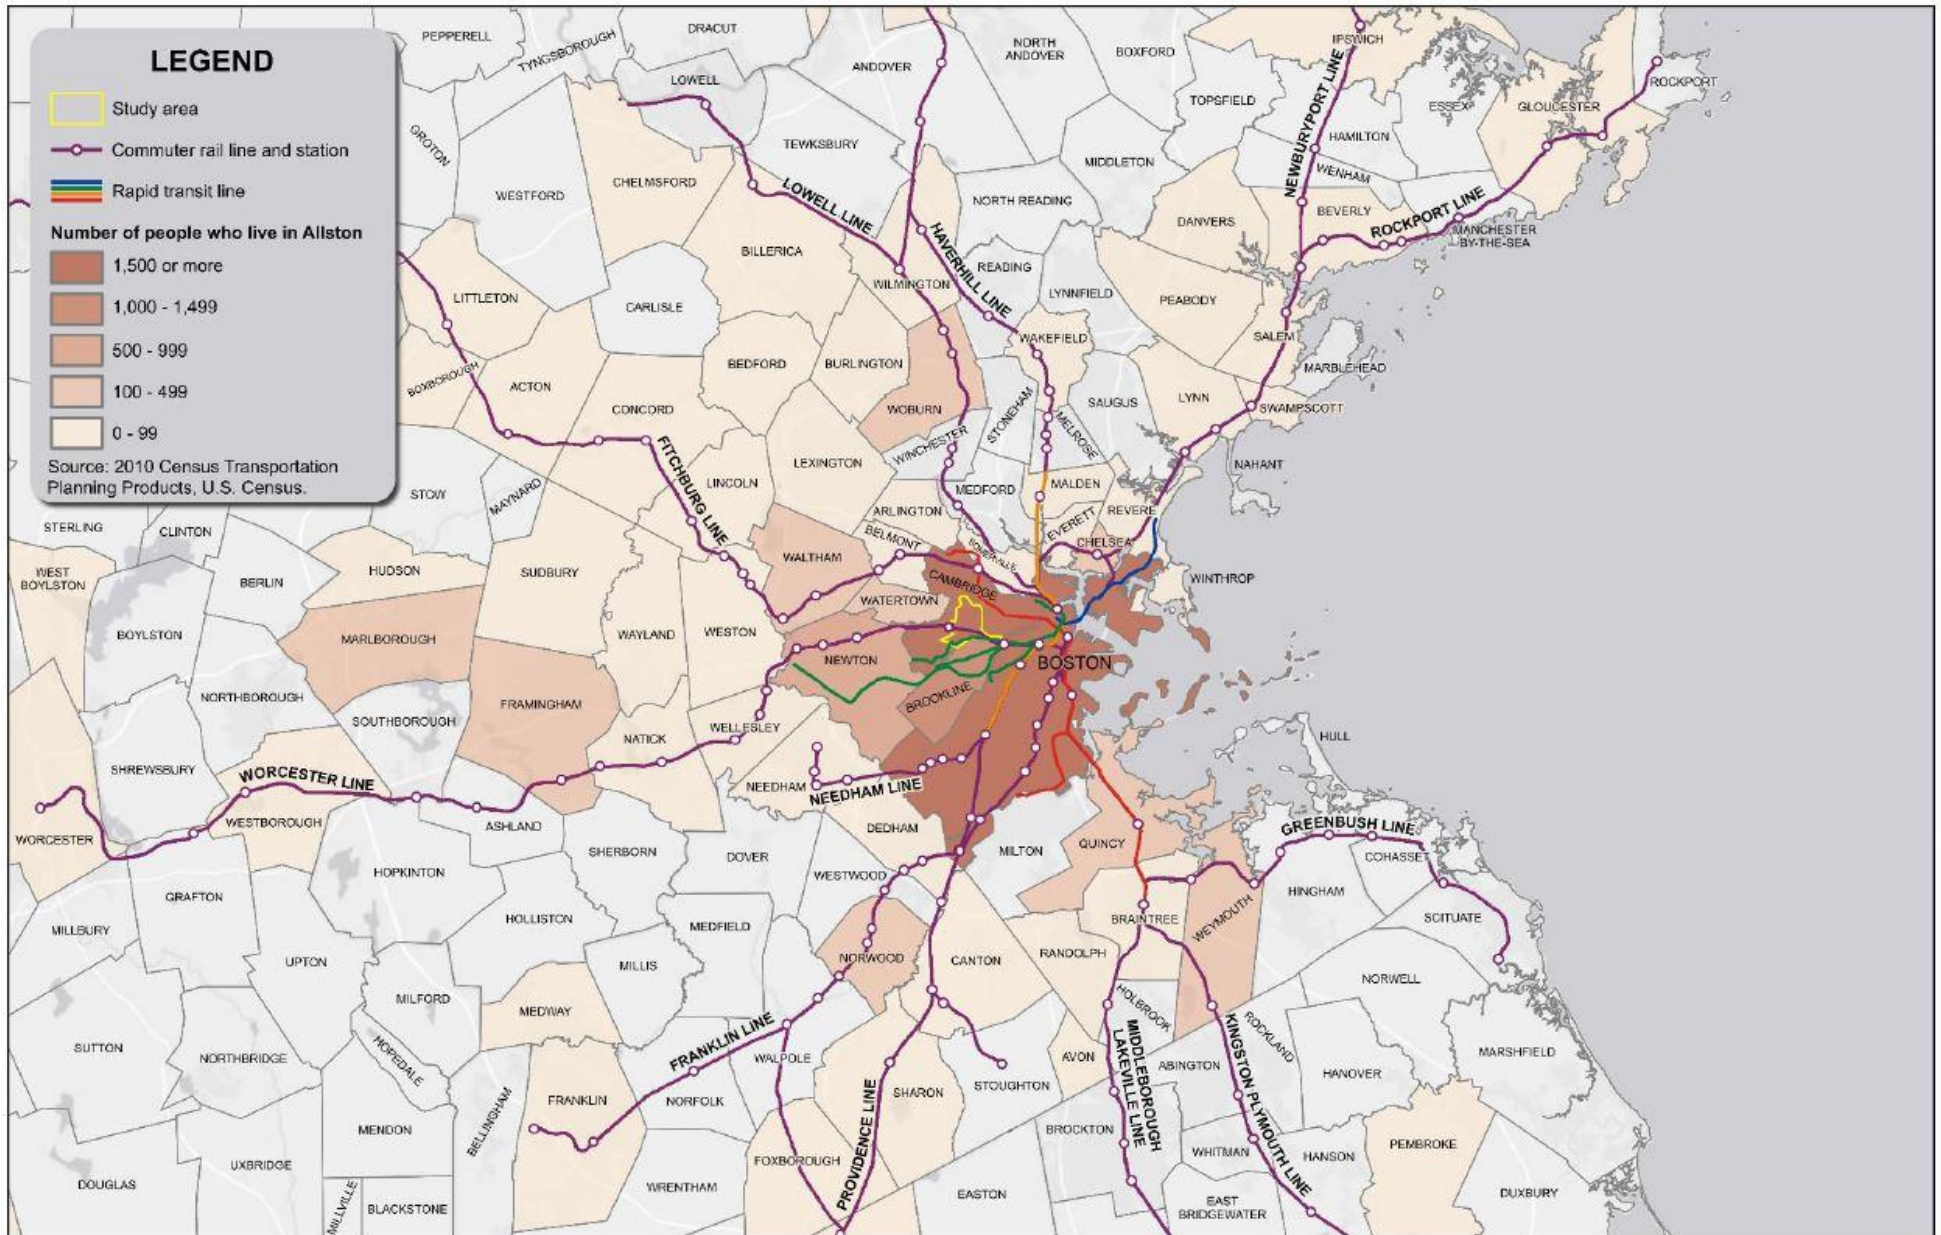 LEGEND
Study area
Commuter rail line and station
Rapid transit line
Number of people who live in Allston
1,500 or more
1,000 - 1,499
500 - 999
100 - 499
0 - 99
Source: 2010 Census Transportation
Planning Products, U.S. Census.
PEPPERELL
TYNGSBOROUGH
DRACUT
LOWELL
ANDOVER
NORTH
ANDOVER
BOXFORD
IPSWICH
ROCKPORT
TOPSFIELD
ESSEX
GLOUCESTER
NEWBURYPORT LINE
HAMILTON
GROTON
TEWKSBURY
MIDDLETON
WENHAM
WESTFORD
CHELMSFORD
LOWELL LINE
NORTH READING
DANVERS
BEVERLY
ROCKPORT LINE
MANCHESTER
BY-THE-SEA
HAVERHILL LINE
BILLERICA
READING
WILMINGTON
LYNNFIELD
PEABODY
LITTLETON
CARLISLE
WAKEFIELD
SALEM
MARBLEHEAD
BOXBOROUGH
ACTON
BEDFORD
BURLINGTON
CONCORD
WOBURN
STONEHAM
SAUGUS
LYNN
SWAMPSCOTT
MELROSE
WINCHESTER
FITCHBURG LINE
LEXINGTON
NAHANT
LINCOLN
STOW
MAYNARD
MEDFORD
MALDEN
ARLINGTON
REVERE
EVERETT
STERLING
CLINTON
BELMONT
SOMERVILLE
CHELSEA
WALTHAM
WEST
BOYLSTON
BERLIN
HUDSON
SUDBURY
CAMBRIDGE
WINTHROP
WATERTOWN
BOYLSTON
MARLBOROUGH
WAYLAND
WESTON
NEWTON
BOSTON
NORTHBOROUGH
BROOKLINE
FRAMINGHAM
SOUTHBOROUGH
WELLESLEY
NATICK
HULL
SHREWSBURY
WORCESTER LINE
NEEDHAM
NEEDHAM LINE
WORCESTER
WESTBOROUGH
ASHLAND
DEDHAM
GREENBUSH LINE
SHERBORN
DOVER
MILTON
QUINCY
COHASSET
HOPKINTON
WESTWOOD
GRAFTON
HINGHAM
HOLLISTON
MEDFIELD
BRAINTREE
WEYMOUTH
SCITUATE
MILLBURY
UPTON
MILLIS
NORWOOD
CANTON
RANDOLPH
NORWELL
MILFORD
MEDWAY
HOLBROOK
SUTTON
NORTHBRIDGE
HOPEDALE
FRANKLIN LINE
WALPOLE
AVON
MIDDLEBOROUGH
LAKEVILLE LINE
ABINGTON
KINGSTON PLYMOUTH LINE
ROCKLAND
HANOVER
MARSHFIELD
STOUGHTON
SHARON
FRANKLIN
NORFOLK
BELLINGHAM
MENDON
BROCKTON
WHITMAN
HANSON
PEMBROKE
UXBRIDGE
FOXBOROUGH
PROVIDENCE LINE
DOUGLAS
MILLVILLE
BLACKSTONE
WRENTHAM
EASTON
EAST
BRIDGEWATER
DUXBURY